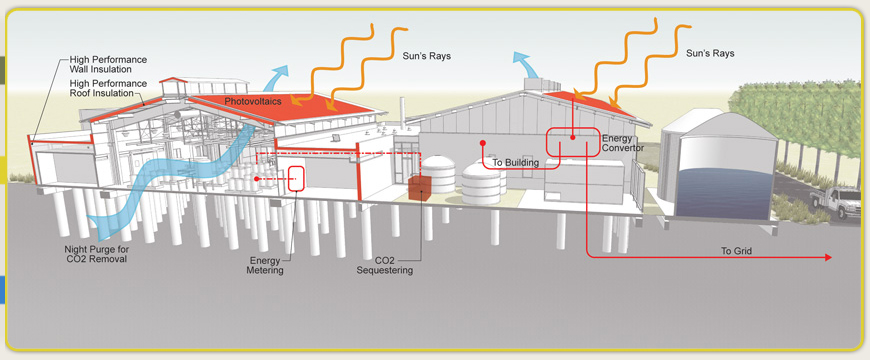 High Performance
Wall Insulation
High Performance
Roof Insulation
Photovoltaics
Sun's Rays
Sun's Rays
Energy
Convertor
To Building
Night Purge for
CO2 Removal
Energy
Metering
CO2
Sequestering
To Grid